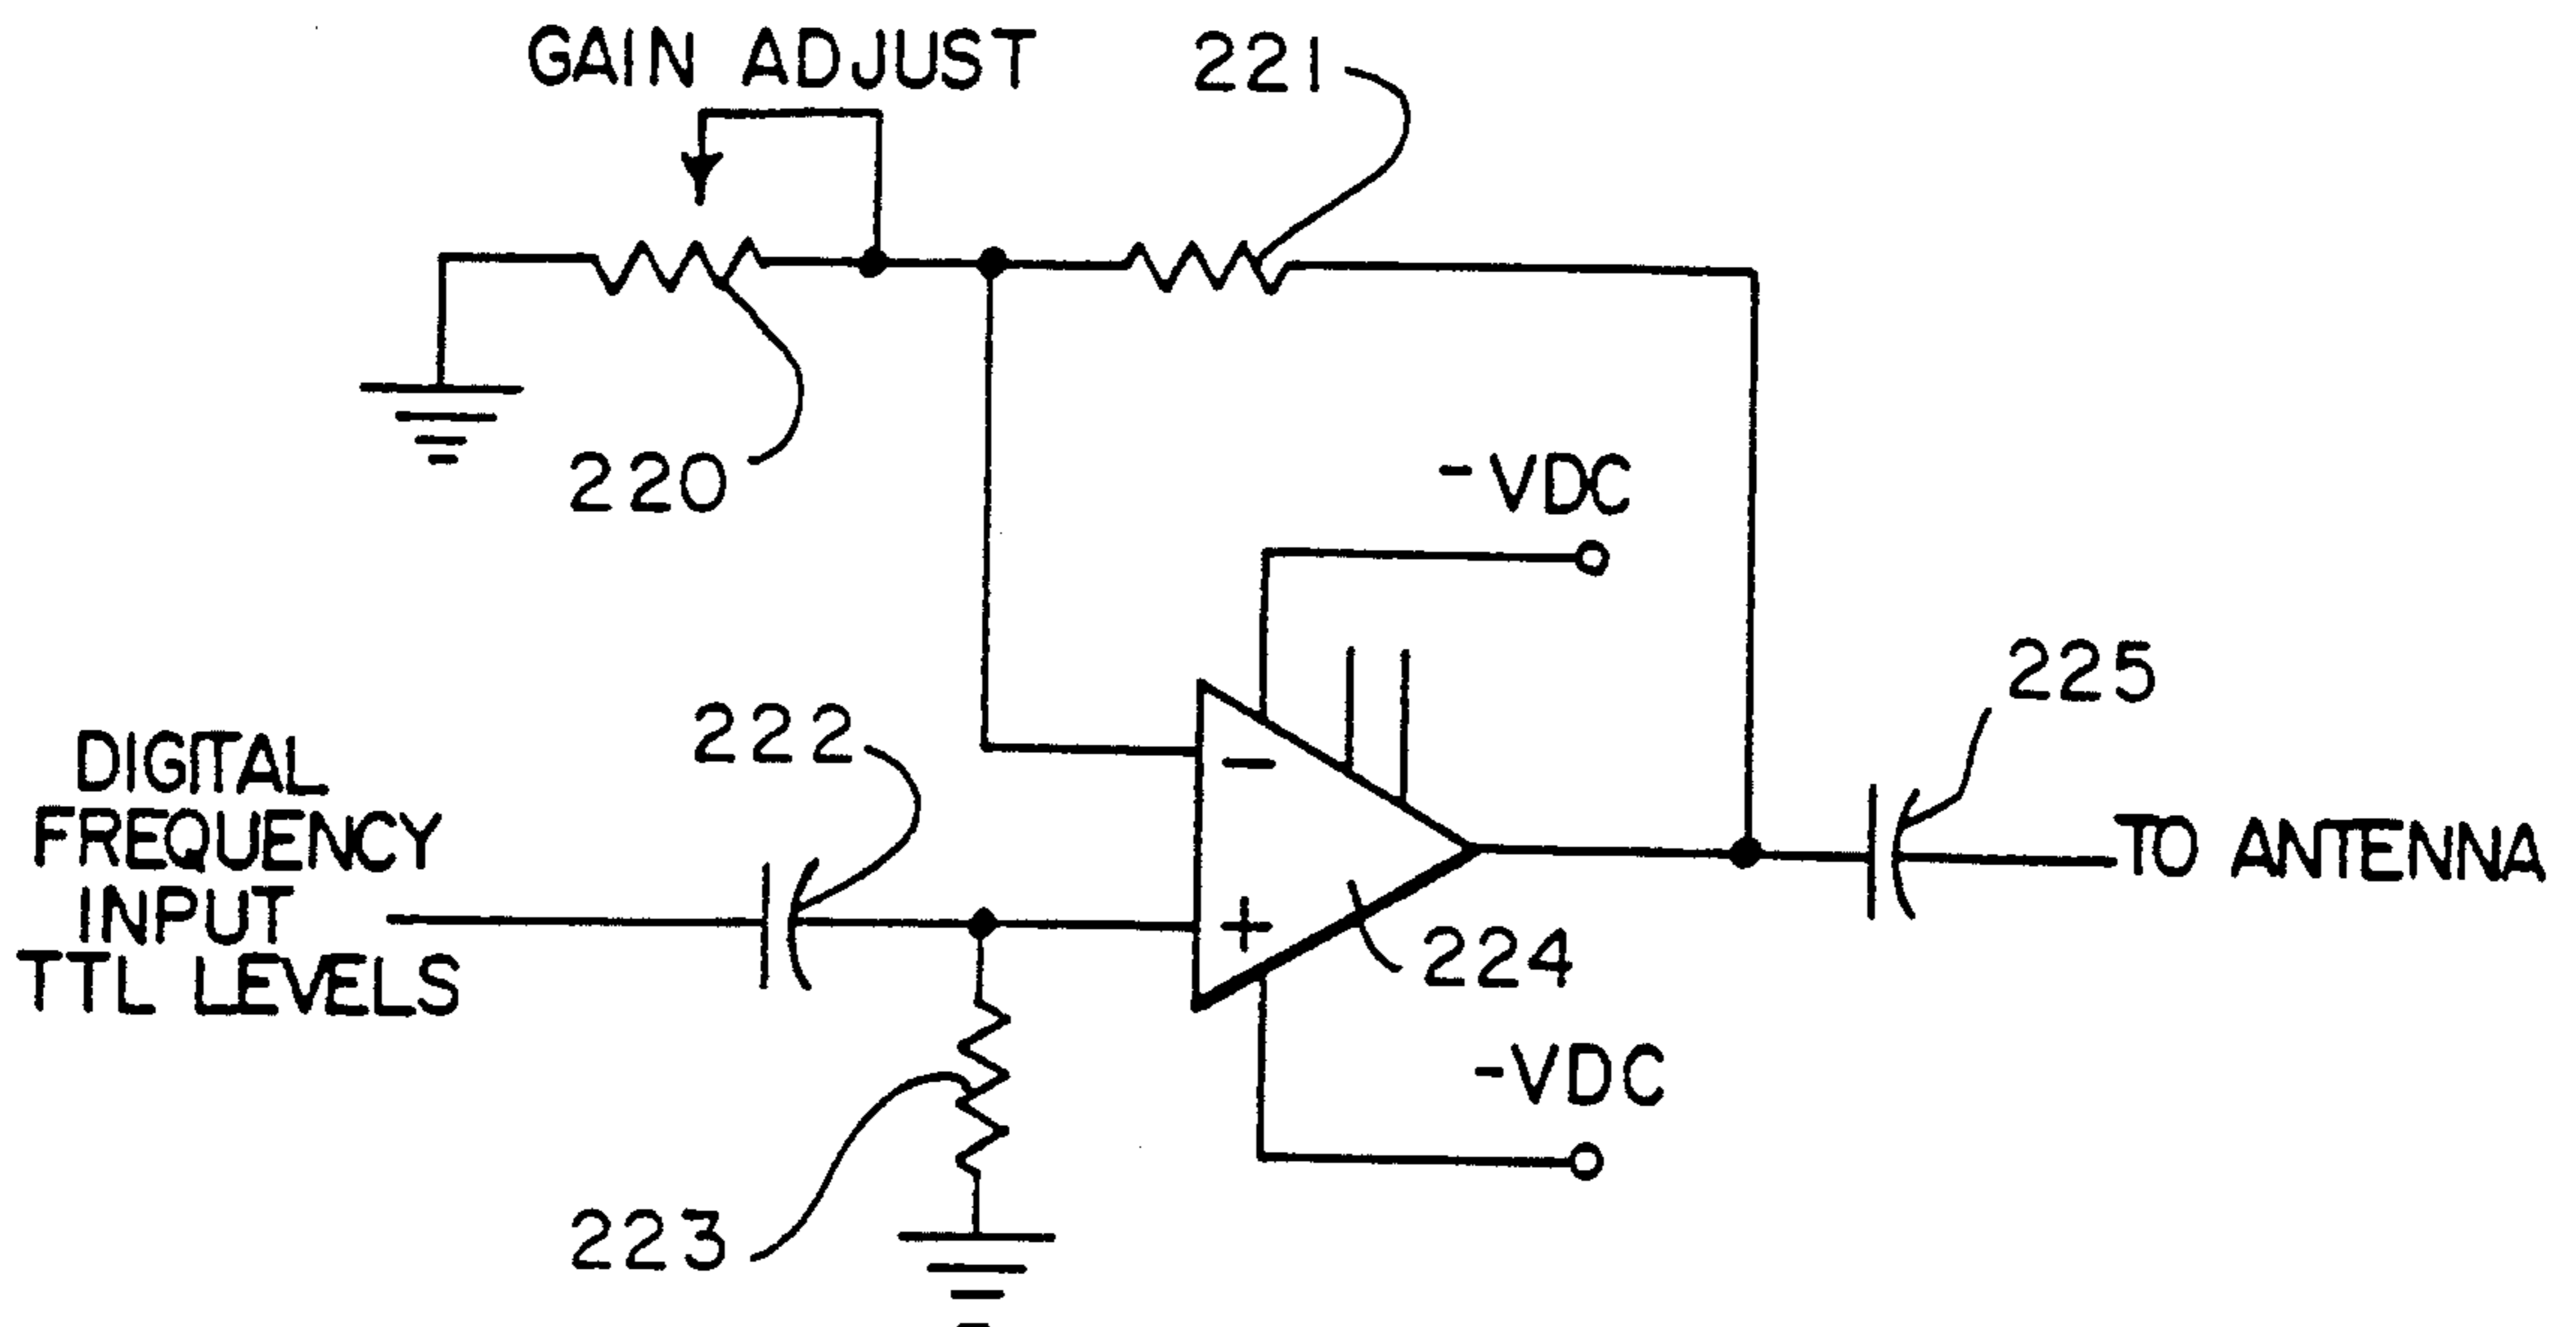 GAIN ADJUST
221
220
-VDC
225
222
DIGITAL
FREQUENCY
INPUT
TTL LEVELS
-
+
TO ANTENNA
224
-VDC
223